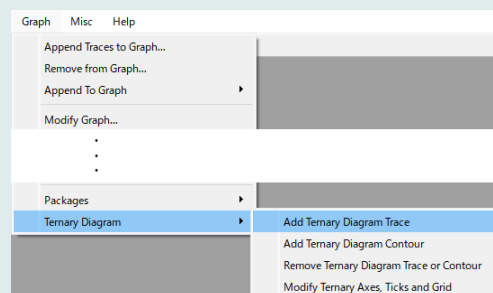 Graph Misc Help
Append Traces to Graph...
Remove from Graph...
Append To Graph
Modify Graph...
Packages
Ternary Diagram
Add Ternary Diagram Trace
Add Ternary Diagram Contour
Remove Ternary Diagram Trace or Contour
Modify Ternary Axes, Ticks and Grid